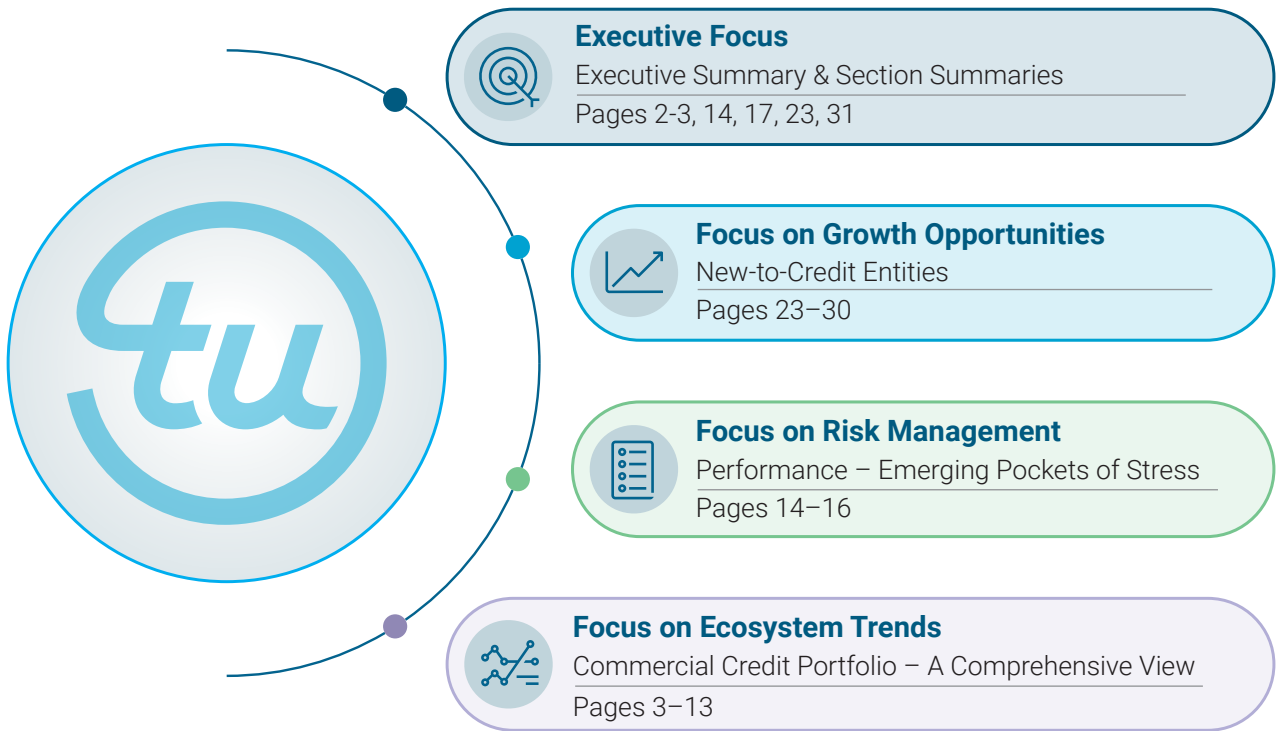 tu
Executive Focus
Executive Summary & Section Summaries
Pages 2-3, 14, 17, 23, 31
Focus on Growth Opportunities
New-to-Credit Entities
Pages 23–30
Focus on Risk Management
Performance – Emerging Pockets of Stress
Pages 14–16
Focus on Ecosystem Trends
Commercial Credit Portfolio – A Comprehensive View
Pages 3–13